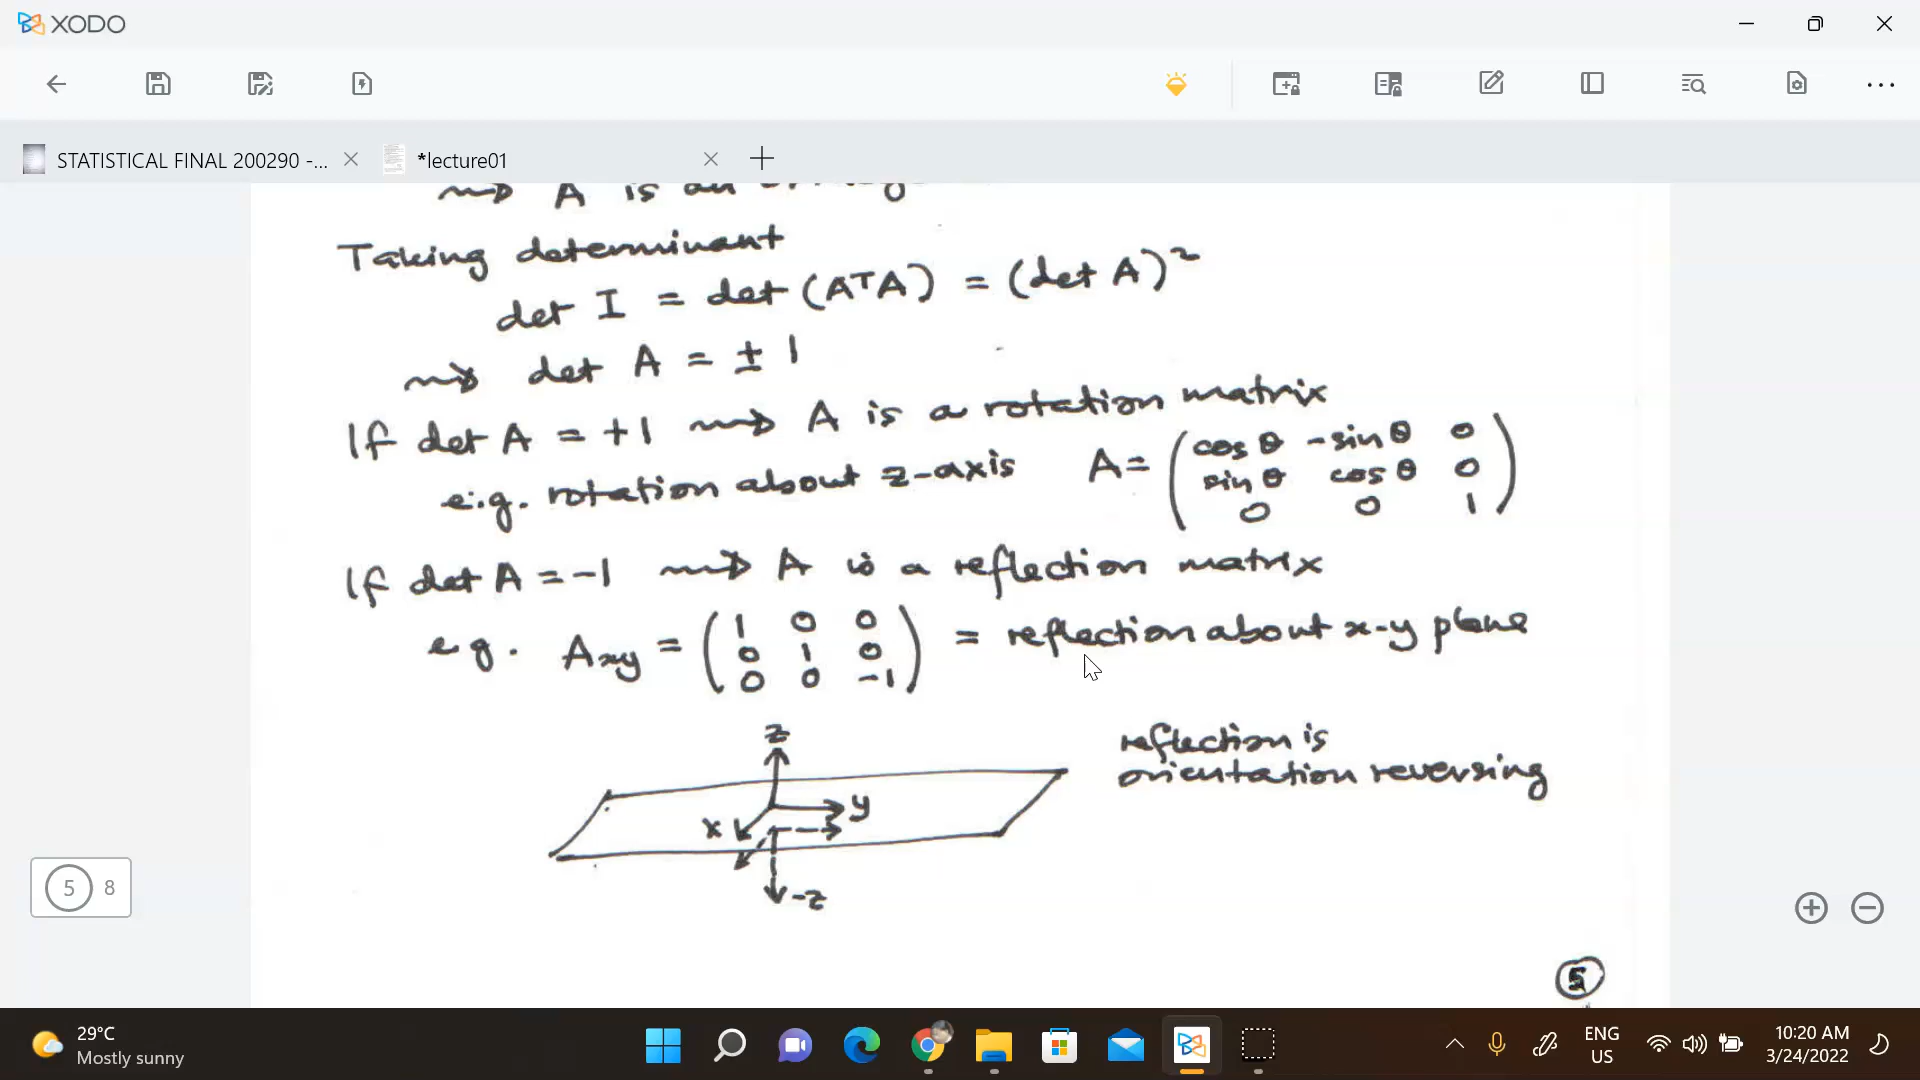 XODO
STATISTICAL FINAL 200290 -...
*lecture01
A is an
Taking determinant
det I = det (AᵀA) = (det A)²
⇝ det A = ± 1
If det A = +1 ⇝ A is a rotation matrix
e.g. rotation about z-axis A = (cos θ -sin θ 0
sin θ cos θ 0
0 0 1)
If det A = -1 ⇝ A is a reflection matrix
e.g. Axy = (1 0 0
0 1 0
0 0 -1) = reflection about x-y plane
z
reflection is
orientation reversing
y
x
-z
5 8
5
29°C
Mostly sunny
ENG
US
10:20 AM
3/24/2022